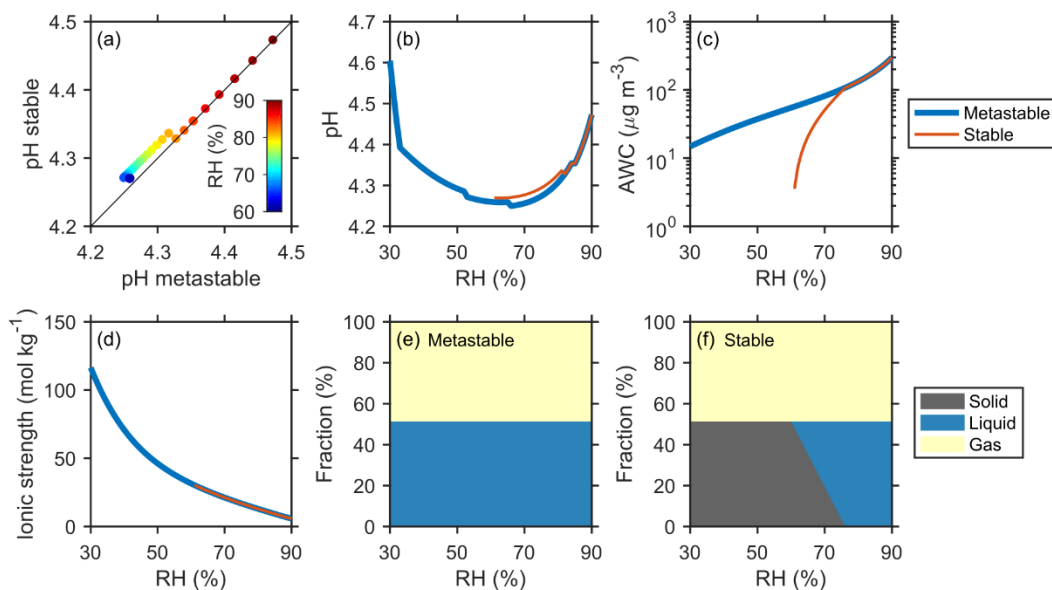 (a)
pH stable
4.5
4.4
4.3
4.2
90
80
70
60
RH (%)
4.2 4.3 4.4 4.5
pH metastable
(b)
pH
4.7
4.6
4.5
4.4
4.3
4.2
30 50 70 90
RH (%)
(c)
AWC (μg m⁻³)
10³
10²
10¹
10⁰
30 50 70 90
RH (%)
Metastable
Stable
(d)
Ionic strength (mol kg⁻¹)
150
100
50
0
30 50 70 90
RH (%)
(e) Metastable
Fraction (%)
100
80
60
40
20
0
30 50 70 90
RH (%)
(f) Stable
Fraction (%)
100
80
60
40
20
0
30 50 70 90
RH (%)
Solid
Liquid
Gas